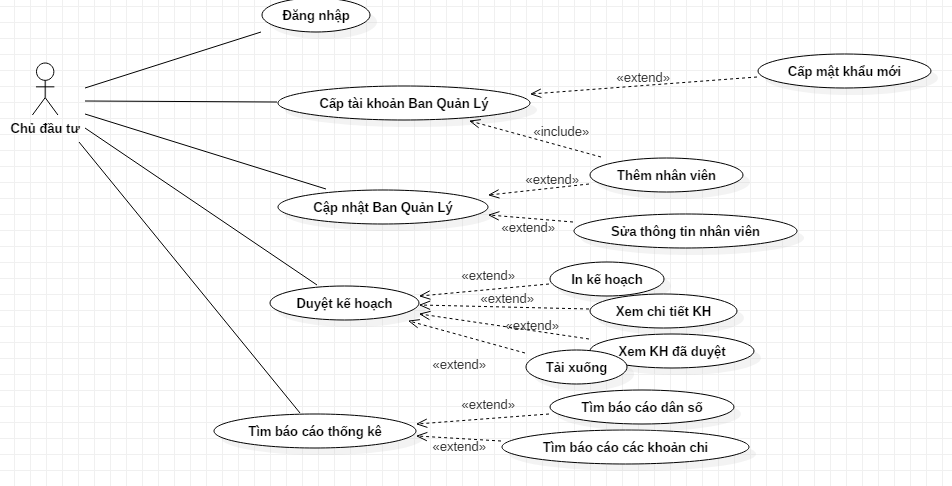 Đăng nhập
Cấp mật khẩu mới
«extend»
Cấp tài khoản Ban Quản Lý
Chủ đầu tư
«include»
Thêm nhân viên
«extend»
Cập nhật Ban Quản Lý
«extend»
Sửa thông tin nhân viên
«extend»
In kế hoạch
«extend»
Duyệt kế hoạch
Xem chi tiết KH
«extend»
Xem KH đã duyệt
«extend»
Tải xuống
«extend»
Tìm báo cáo dân số
Tìm báo cáo thống kê
«extend»
Tìm báo cáo các khoản chi